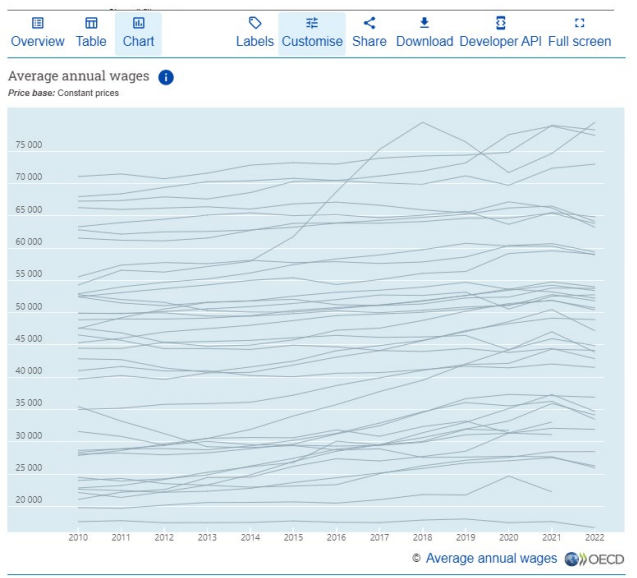 Overview Table Chart Labels Customise Share Download Developer API Full screen
Average annual wages
Price base: Constant prices
75 000
70 000
65 000
60 000
55 000
50 000
45 000
40 000
35 000
30 000
25 000
20 000
2010 2011 2012 2013 2014 2015 2016 2017 2018 2019 2020 2021 2022
© Average annual wages OECD